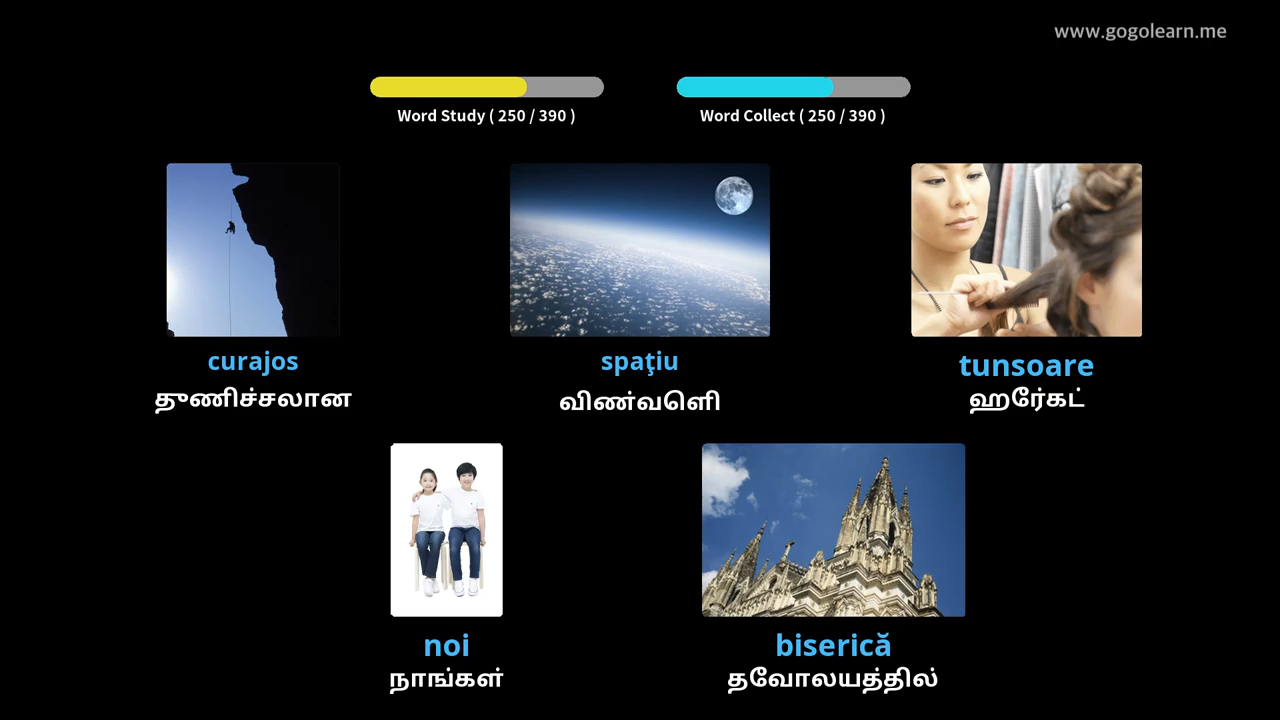 www.gogolearn.me
Word Study ( 250 / 390 )
Word Collect ( 250 / 390 )
curajos
spaţiu
tunsoare
துணிச்சலான
விண்வெளி
ஹேர்கட்
noi
biserică
நாங்கள்
தேவாலயத்தில்